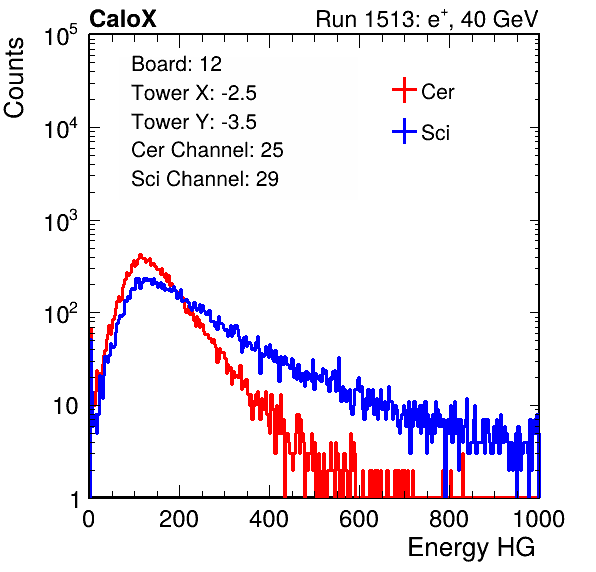 CaloX Run 1513: e⁺, 40 GeV
Counts
10⁵
10⁴
10³
10²
10
1
Board: 12
Tower X: -2.5
Tower Y: -3.5
Cer Channel: 25
Sci Channel: 29
Cer
Sci
0 200 400 600 800 1000
Energy HG